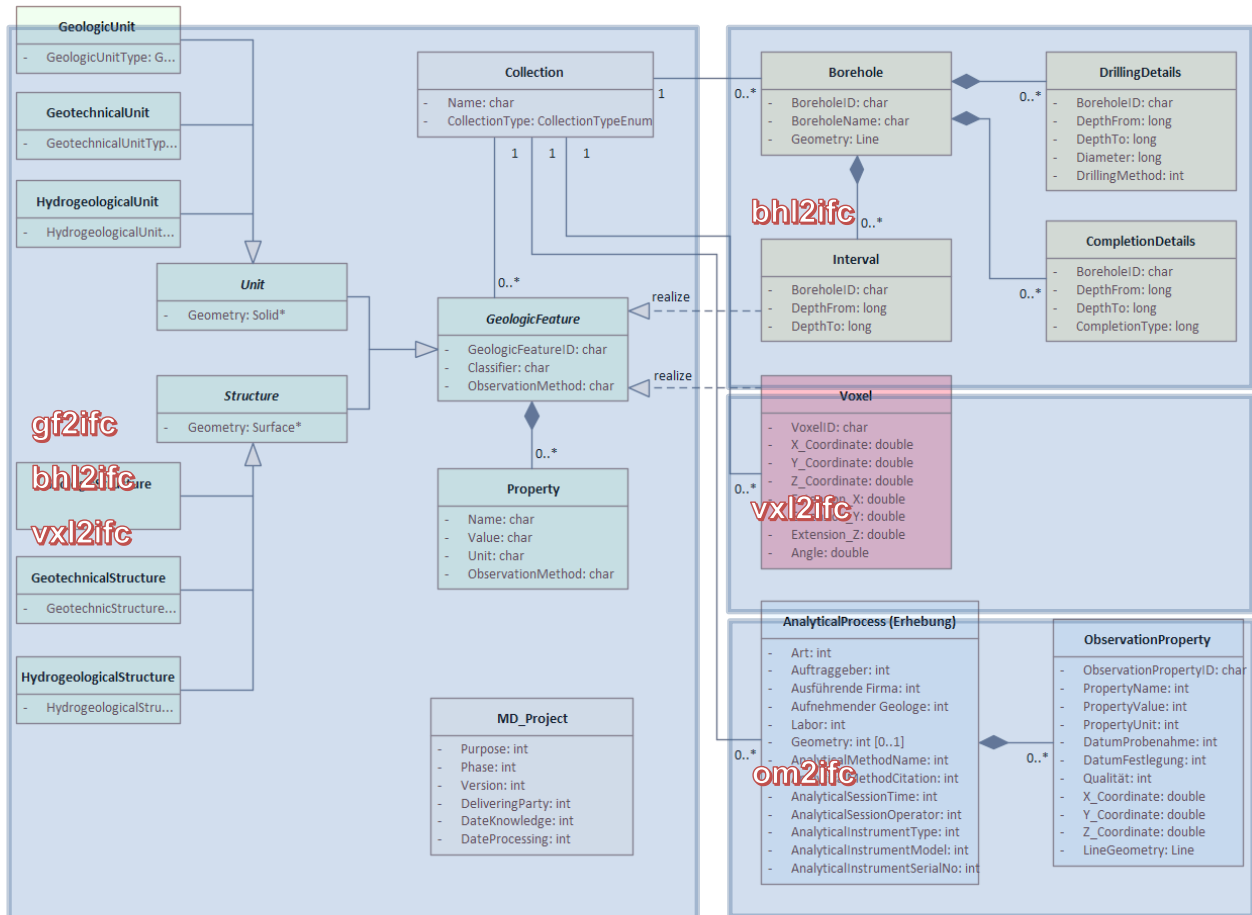 GeologicUnit
- GeologicUnitType: G...
GeotechnicalUnit
- GeotechnicalUnitTyp...
HydrogeologicalUnit
- HydrogeologicalUnit...
Unit
- Geometry: Solid*
Structure
- Geometry: Surface*
gf2ifc
bhl2ifc
vxl2ifc
GeotechnicalStructure
- GeotechnicStructure...
HydrogeologicalStructure
- HydrogeologicalStru...
Collection
- Name: char
- CollectionType: CollectionTypeEnum
1
0..*
1
1
1
0..*
GeologicFeature
- GeologicFeatureID: char
- Classifier: char
- ObservationMethod: char
realize
realize
0..*
Property
- Name: char
- Value: char
- Unit: char
- ObservationMethod: char
MD_Project
- Purpose: int
- Phase: int
- Version: int
- DeliveringParty: int
- DateKnowledge: int
- DateProcessing: int
Borehole
- BoreholeID: char
- BoreholeName: char
- Geometry: Line
bhl2ifc
0..*
Interval
- BoreholeID: char
- DepthFrom: long
- DepthTo: long
0..*
DrillingDetails
- BoreholeID: char
- DepthFrom: long
- DepthTo: long
- Diameter: long
- DrillingMethod: int
0..*
CompletionDetails
- BoreholeID: char
- DepthFrom: long
- DepthTo: long
- CompletionType: long
Voxel
- VoxelID: char
- X_Coordinate: double
- Y_Coordinate: double
- Z_Coordinate: double
_X: double
_Y: double
- Extension_Z: double
- Angle: double
0..*
vxl2ifc
AnalyticalProcess (Erhebung)
- Art: int
- Auftraggeber: int
- Ausführende Firma: int
- Aufnehmender Geologe: int
- Labor: int
- Geometry: int [0..1]
- AnalyticalMethodName: int
MethodCitation: int
- AnalyticalSessionTime: int
- AnalyticalSessionOperator: int
- AnalyticalInstrumentType: int
- AnalyticalInstrumentModel: int
- AnalyticalInstrumentSerialNo: int
0..*
om2ifc
0..*
ObservationProperty
- ObservationPropertyID: char
- PropertyName: int
- PropertyValue: int
- PropertyUnit: int
- DatumProbenahme: int
- DatumFestlegung: int
- Qualität: int
- X_Coordinate: double
- Y_Coordinate: double
- Z_Coordinate: double
- LineGeometry: Line